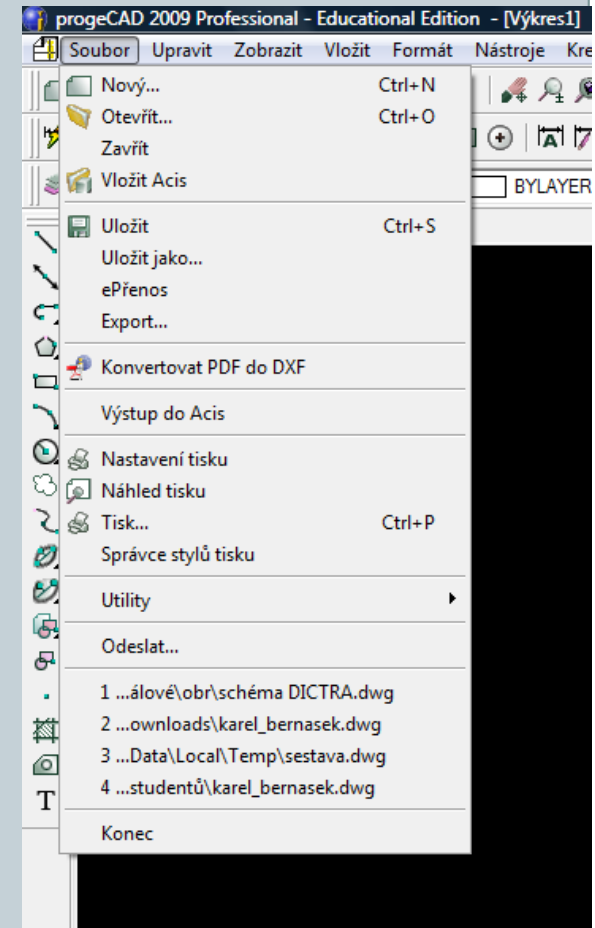 progeCAD 2009 Professional - Educational Edition - [Výkres1]
Soubor Upravit Zobrazit Vložit Formát Nástroje Kre
Nový... Ctrl+N
Otevřít... Ctrl+O
Zavřít
Vložit Acis
BYLAYER
Uložit Ctrl+S
Uložit jako...
ePřenos
Export...
Konvertovat PDF do DXF
Výstup do Acis
Nastavení tisku
Náhled tisku
Tisk... Ctrl+P
Správce stylů tisku
Utility
Odeslat...
1 ...álové\obr\schéma DICTRA.dwg
2 ...ownloads\karel_bernasek.dwg
3 ...Data\Local\Temp\sestava.dwg
4 ...studentů\karel_bernasek.dwg
Konec